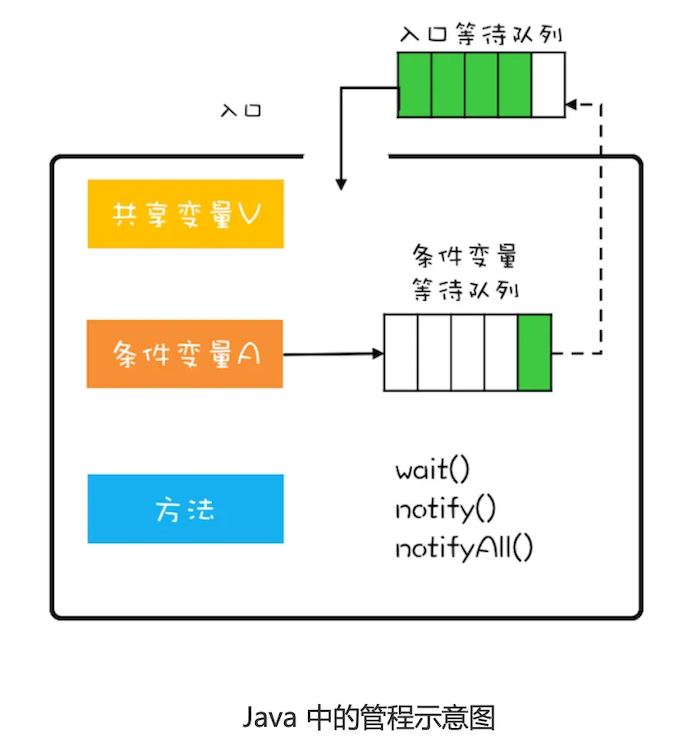 入口等待队列
入口
共享变量V
条件变量
等待队列
条件变量A
wait()
方法
notify()
notifyAll()
Java 中的管程示意图